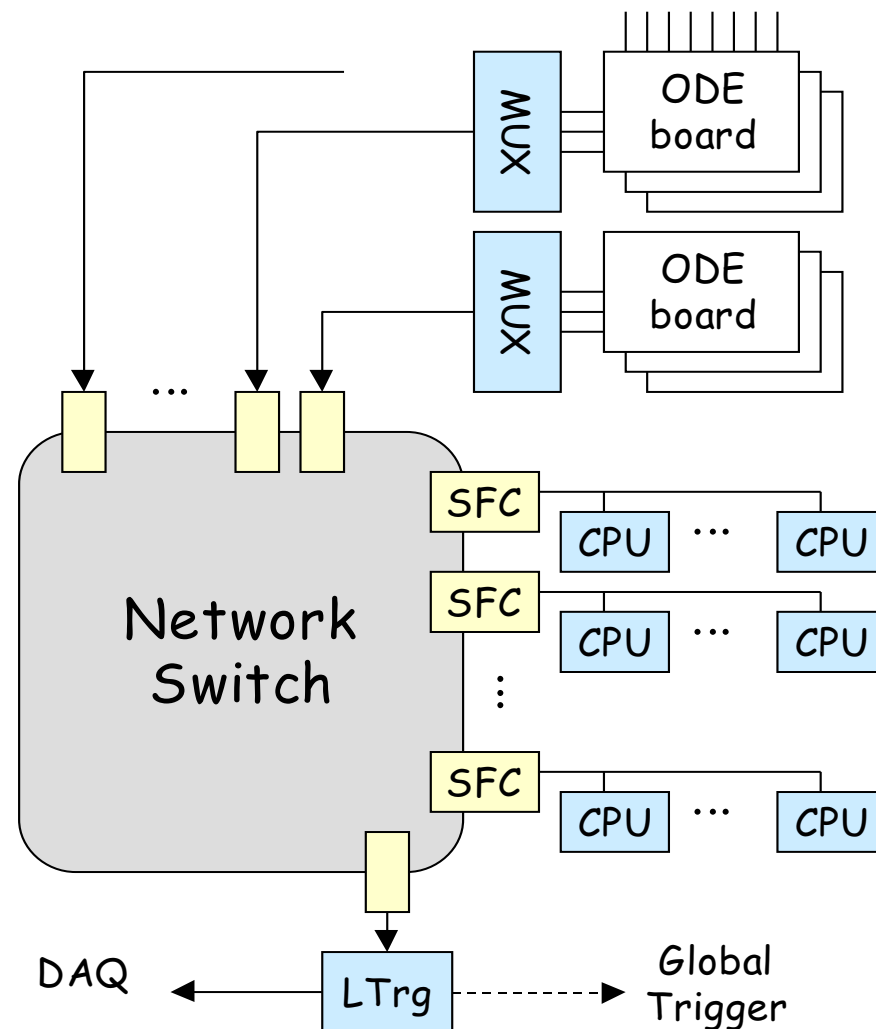 ODE
board
MUX
ODE
board
MUX
...
SFC
CPU ... CPU
SFC
CPU ... CPU
Network
Switch
...
SFC
CPU ... CPU
DAQ
LTrg
Global
Trigger